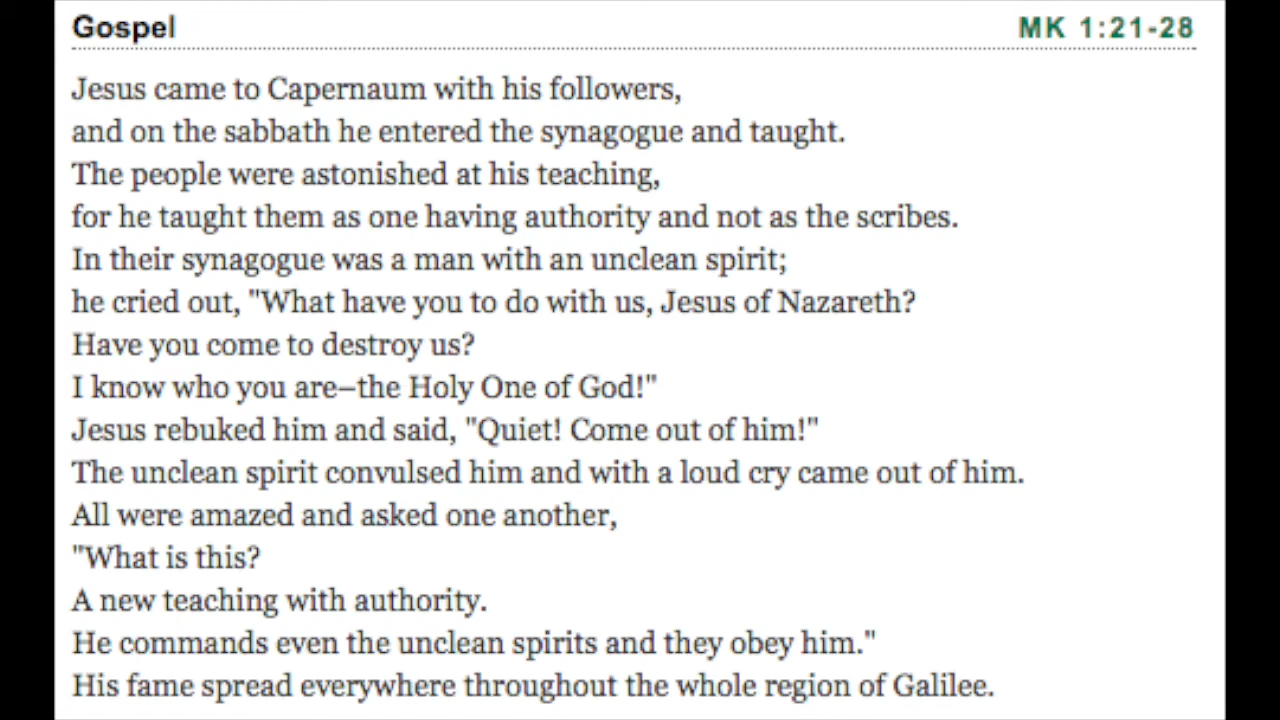 Gospel MK 1:21-28
Jesus came to Capernaum with his followers,
and on the sabbath he entered the synagogue and taught.
The people were astonished at his teaching,
for he taught them as one having authority and not as the scribes.
In their synagogue was a man with an unclean spirit;
he cried out, "What have you to do with us, Jesus of Nazareth?
Have you come to destroy us?
I know who you are–the Holy One of God!"
Jesus rebuked him and said, "Quiet! Come out of him!"
The unclean spirit convulsed him and with a loud cry came out of him.
All were amazed and asked one another,
"What is this?
A new teaching with authority.
He commands even the unclean spirits and they obey him."
His fame spread everywhere throughout the whole region of Galilee.